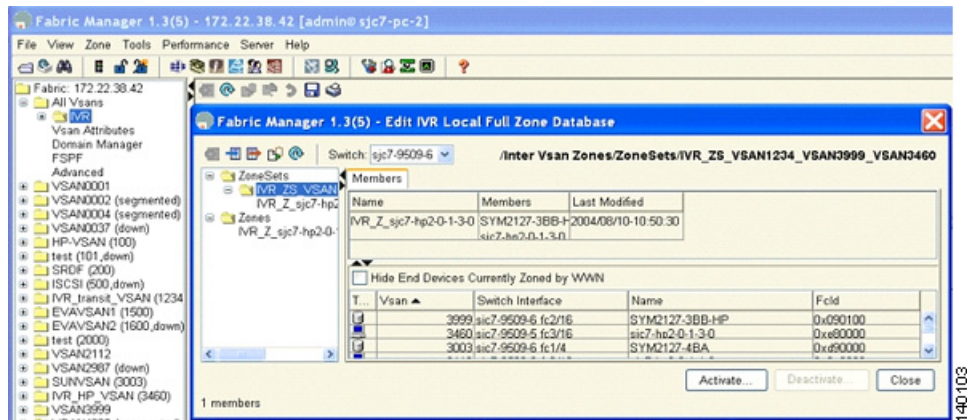 Fabric Manager 1.3(5) - 172.22.38.42 [admin@sjc7-pc-2]
File View Zone Tools Performance Server Help
Fabric: 172.22.38.42
All Vsans
IVR
Vsan Attributes
Domain Manager
FSPF
Advanced
VSAN0001
VSAN0002 (segmented)
VSAN0004 (segmented)
VSAN0037 (down)
HP-VSAN (100)
test (101,down)
SRDF (200)
ISCSI (500,down)
IVR_transit_VSAN (1234
EVAVSAN1 (1500)
EVAVSAN2 (1600,down)
test (2000)
VSAN2112
VSAN2987 (down)
SUNVSAN (3003)
IVR_HP_VSAN (3460)
VSAN3999
Fabric Manager 1.3(5) - Edit IVR Local Full Zone Database
Switch: sjc7-9509-6 /Inter Vsan Zones/ZoneSets/IVR_ZS_VSAN1234_VSAN3999_VSAN3460
ZoneSets
IVR_ZS_VSAN
IVR_Z_sjc7-hp2
Zones
IVR_Z_sjc7-hp2-0-
Members
Name Members Last Modified
IVR_Z_sjc7-hp2-0-1-3-0 SYM2127-3BB-H 2004/08/10-10:50:30
sjc7-hp2-0-1-3-0
Hide End Devices Currently Zoned by WWN
T... Vsan Switch Interface Name FcId
3999 sjc7-9509-6 fc2/16 SYM2127-3BB-HP 0x090100
3460 sjc7-9509-5 fc3/16 sjc7-hp2-0-1-3-0 0xe80000
3003 sjc7-9509-6 fc1/4 SYM2127-4BA 0xd90000
Activate... Deactivate... Close
1 members
140103